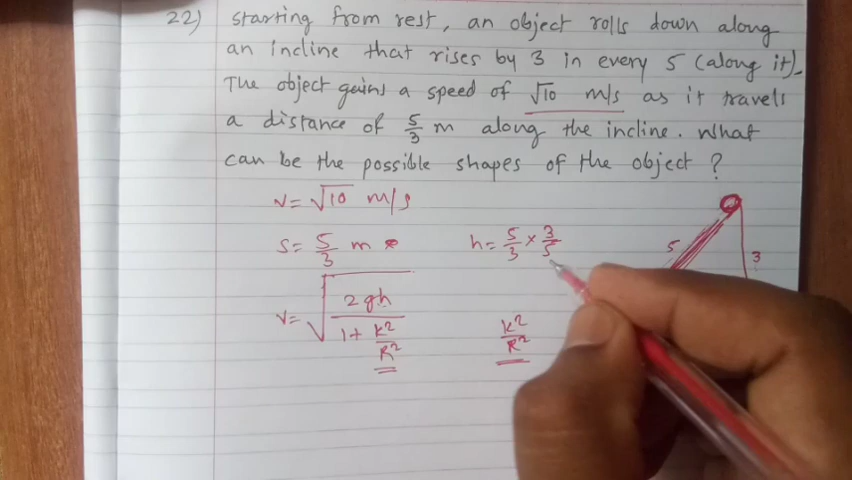 22) Starting from rest, an object rolls down along
an incline that rises by 3 in every 5 (along it).
The object gains a speed of √10 m/s as it travels
a distance of 5/3 m along the incline. What
can be the possible shapes of the object ?
v = √10 m/s
s = 5/3 m
h = 5/3 × 3/5
5
3
v = √(2gh / (1 + K²/R²))
K²/R²